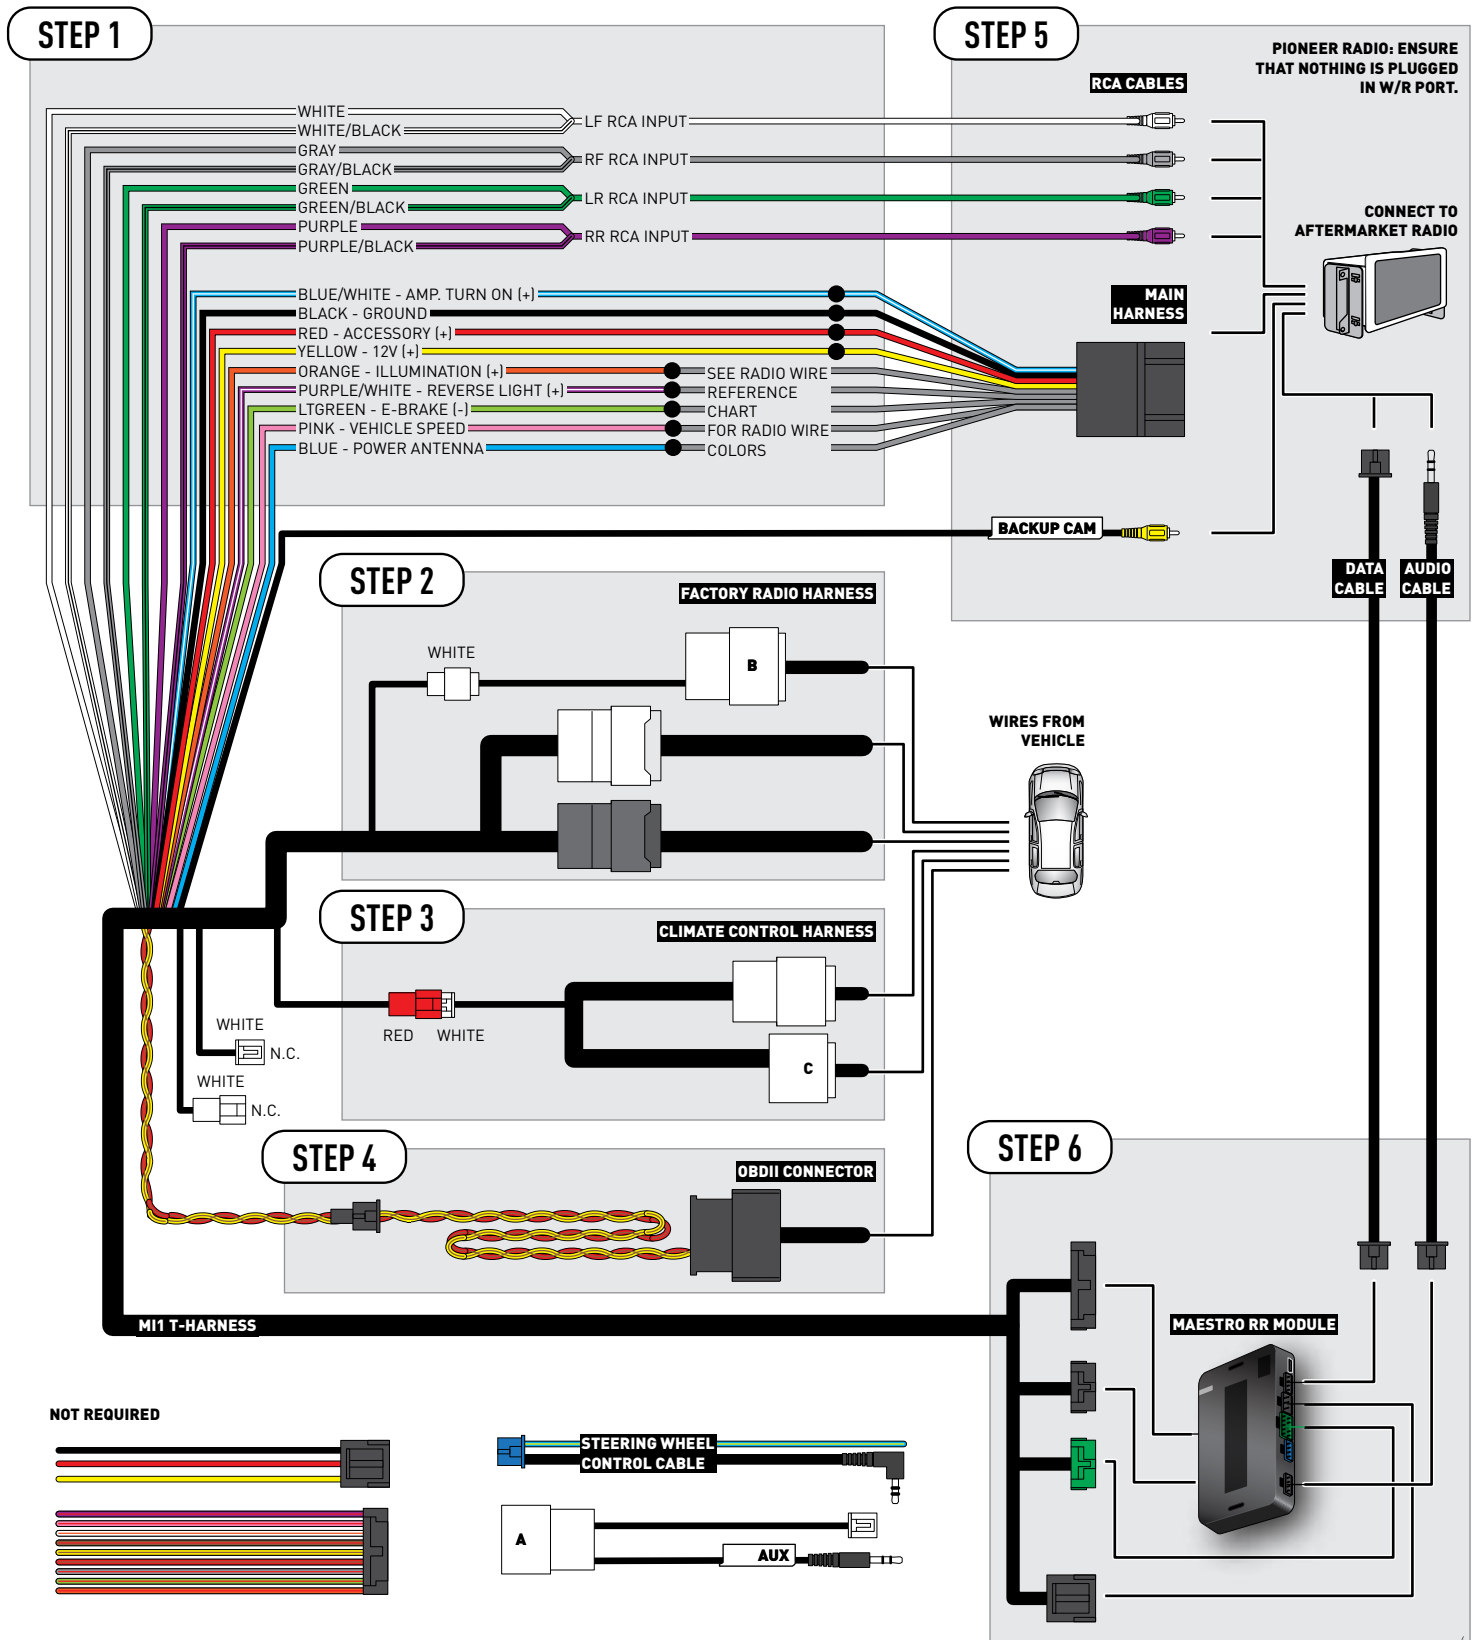 STEP 1
WHITE
WHITE/BLACK
LF RCA INPUT
GRAY
GRAY/BLACK
RF RCA INPUT
GREEN
GREEN/BLACK
LR RCA INPUT
PURPLE
PURPLE/BLACK
RR RCA INPUT
BLUE/WHITE - AMP. TURN ON (+)
BLACK - GROUND
RED - ACCESSORY (+)
YELLOW - 12V (+)
ORANGE - ILLUMINATION (+)
PURPLE/WHITE - REVERSE LIGHT (+)
LTGREEN - E-BRAKE (-)
PINK - VEHICLE SPEED
BLUE - POWER ANTENNA
SEE RADIO WIRE
REFERENCE
CHART
FOR RADIO WIRE
COLORS
STEP 5
PIONEER RADIO: ENSURE
THAT NOTHING IS PLUGGED
IN W/R PORT.
RCA CABLES
CONNECT TO
AFTERMARKET RADIO
MAIN
HARNESS
BACKUP CAM
DATA
CABLE
AUDIO
CABLE
STEP 2
FACTORY RADIO HARNESS
WHITE
B
WIRES FROM
VEHICLE
STEP 3
CLIMATE CONTROL HARNESS
RED
WHITE
C
WHITE
N.C.
WHITE
N.C.
STEP 4
OBDII CONNECTOR
MI1 T-HARNESS
STEP 6
MAESTRO RR MODULE
NOT REQUIRED
STEERING WHEEL
CONTROL CABLE
A
AUX